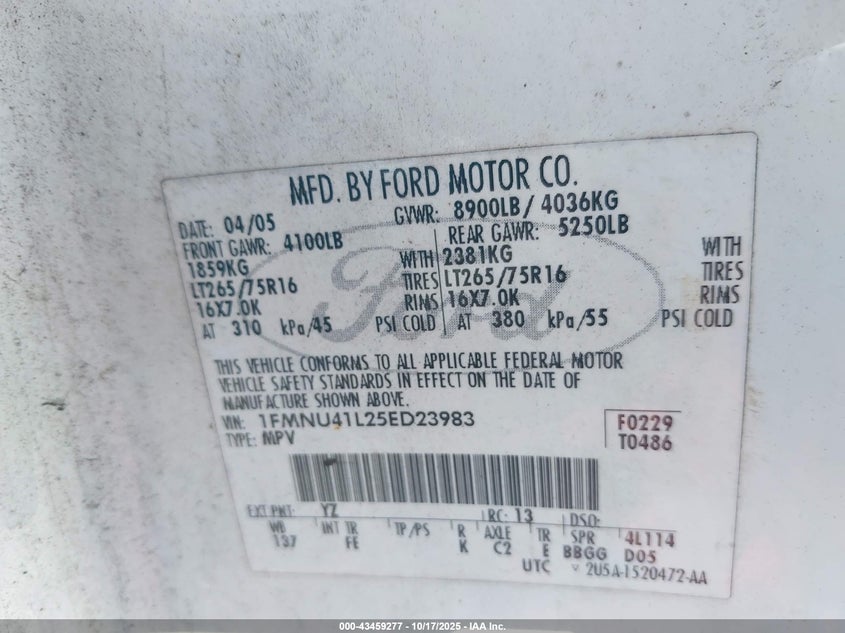 MFD. BY FORD MOTOR CO.
DATE: 04/05 GVWR: 8900LB / 4036KG
FRONT GAWR: 4100LB REAR GAWR: 5250LB
1859KG WITH 2381KG WITH
LT265/75R16 TIRES LT265/75R16 TIRES
16X7.0K RIMS 16X7.0K RIMS
AT 310 kPa/45 PSI COLD AT 380 kPa/55 PSI COLD
THIS VEHICLE CONFORMS TO ALL APPLICABLE FEDERAL MOTOR
VEHICLE SAFETY STANDARDS IN EFFECT ON THE DATE OF
MANUFACTURE SHOWN ABOVE.
VIN: 1FMNU41L25ED23983 F0229
TYPE: MPV T0486
EXT PNT: YZ RC: 13 DSO:
WB INT TR TP/PS R AXLE TR SPR 4L114
137 FE K C2 E BBGG D05
UTC 2U5A-1520472-AA
Ford
000-43459277 - 10/17/2025 - IAA Inc.